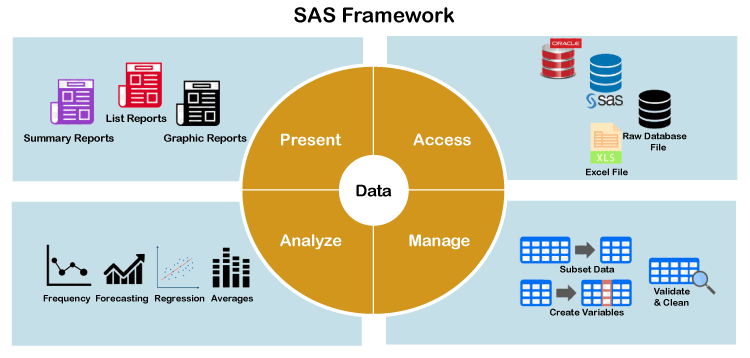 SAS Framework
Summary Reports
List Reports
Graphic Reports
Present
Access
ORACLE
sas
Raw Database
File
XLS
Excel File
Data
Analyze
Manage
Frequency
Forecasting
Regression
Averages
Subset Data
Create Variables
Validate
& Clean